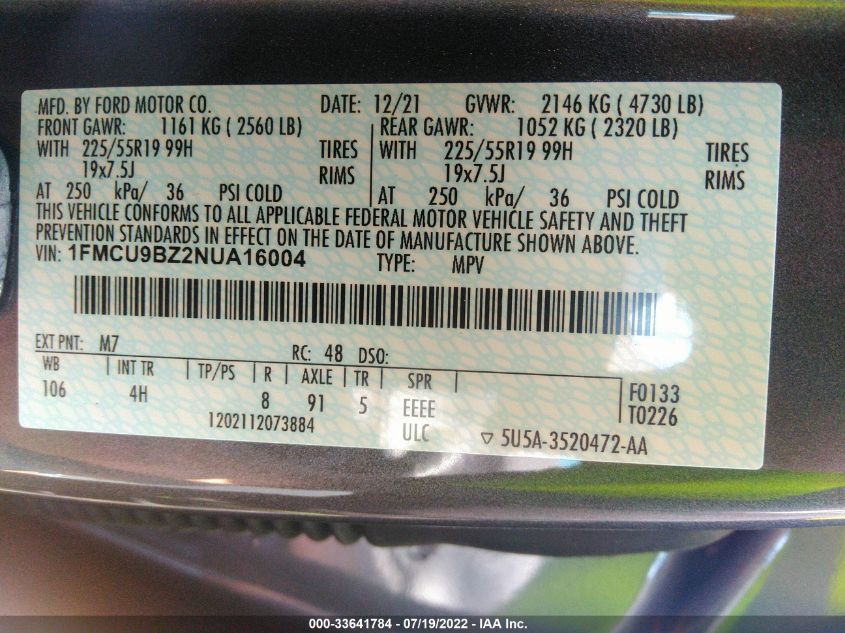 MFD. BY FORD MOTOR CO. DATE: 12/21 GVWR: 2146 KG ( 4730 LB)
FRONT GAWR: 1161 KG ( 2560 LB) REAR GAWR: 1052 KG ( 2320 LB)
WITH 225/55R19 99H TIRES WITH 225/55R19 99H TIRES
19x7.5J RIMS 19x7.5J RIMS
AT 250 kPa/ 36 PSI COLD AT 250 kPa/ 36 PSI COLD
THIS VEHICLE CONFORMS TO ALL APPLICABLE FEDERAL MOTOR VEHICLE SAFETY AND THEFT
PREVENTION STANDARDS IN EFFECT ON THE DATE OF MANUFACTURE SHOWN ABOVE.
VIN: 1FMCU9BZ2NUA16004 TYPE: MPV
EXT PNT: M7 RC: 48 DSO:
WB INT TR TP/PS R AXLE TR SPR F0133
106 4H 8 91 5 EEEE T0226
1202112073884 ULC ▽ 5U5A-3520472-AA
000-33641784 - 07/19/2022 - IAA Inc.